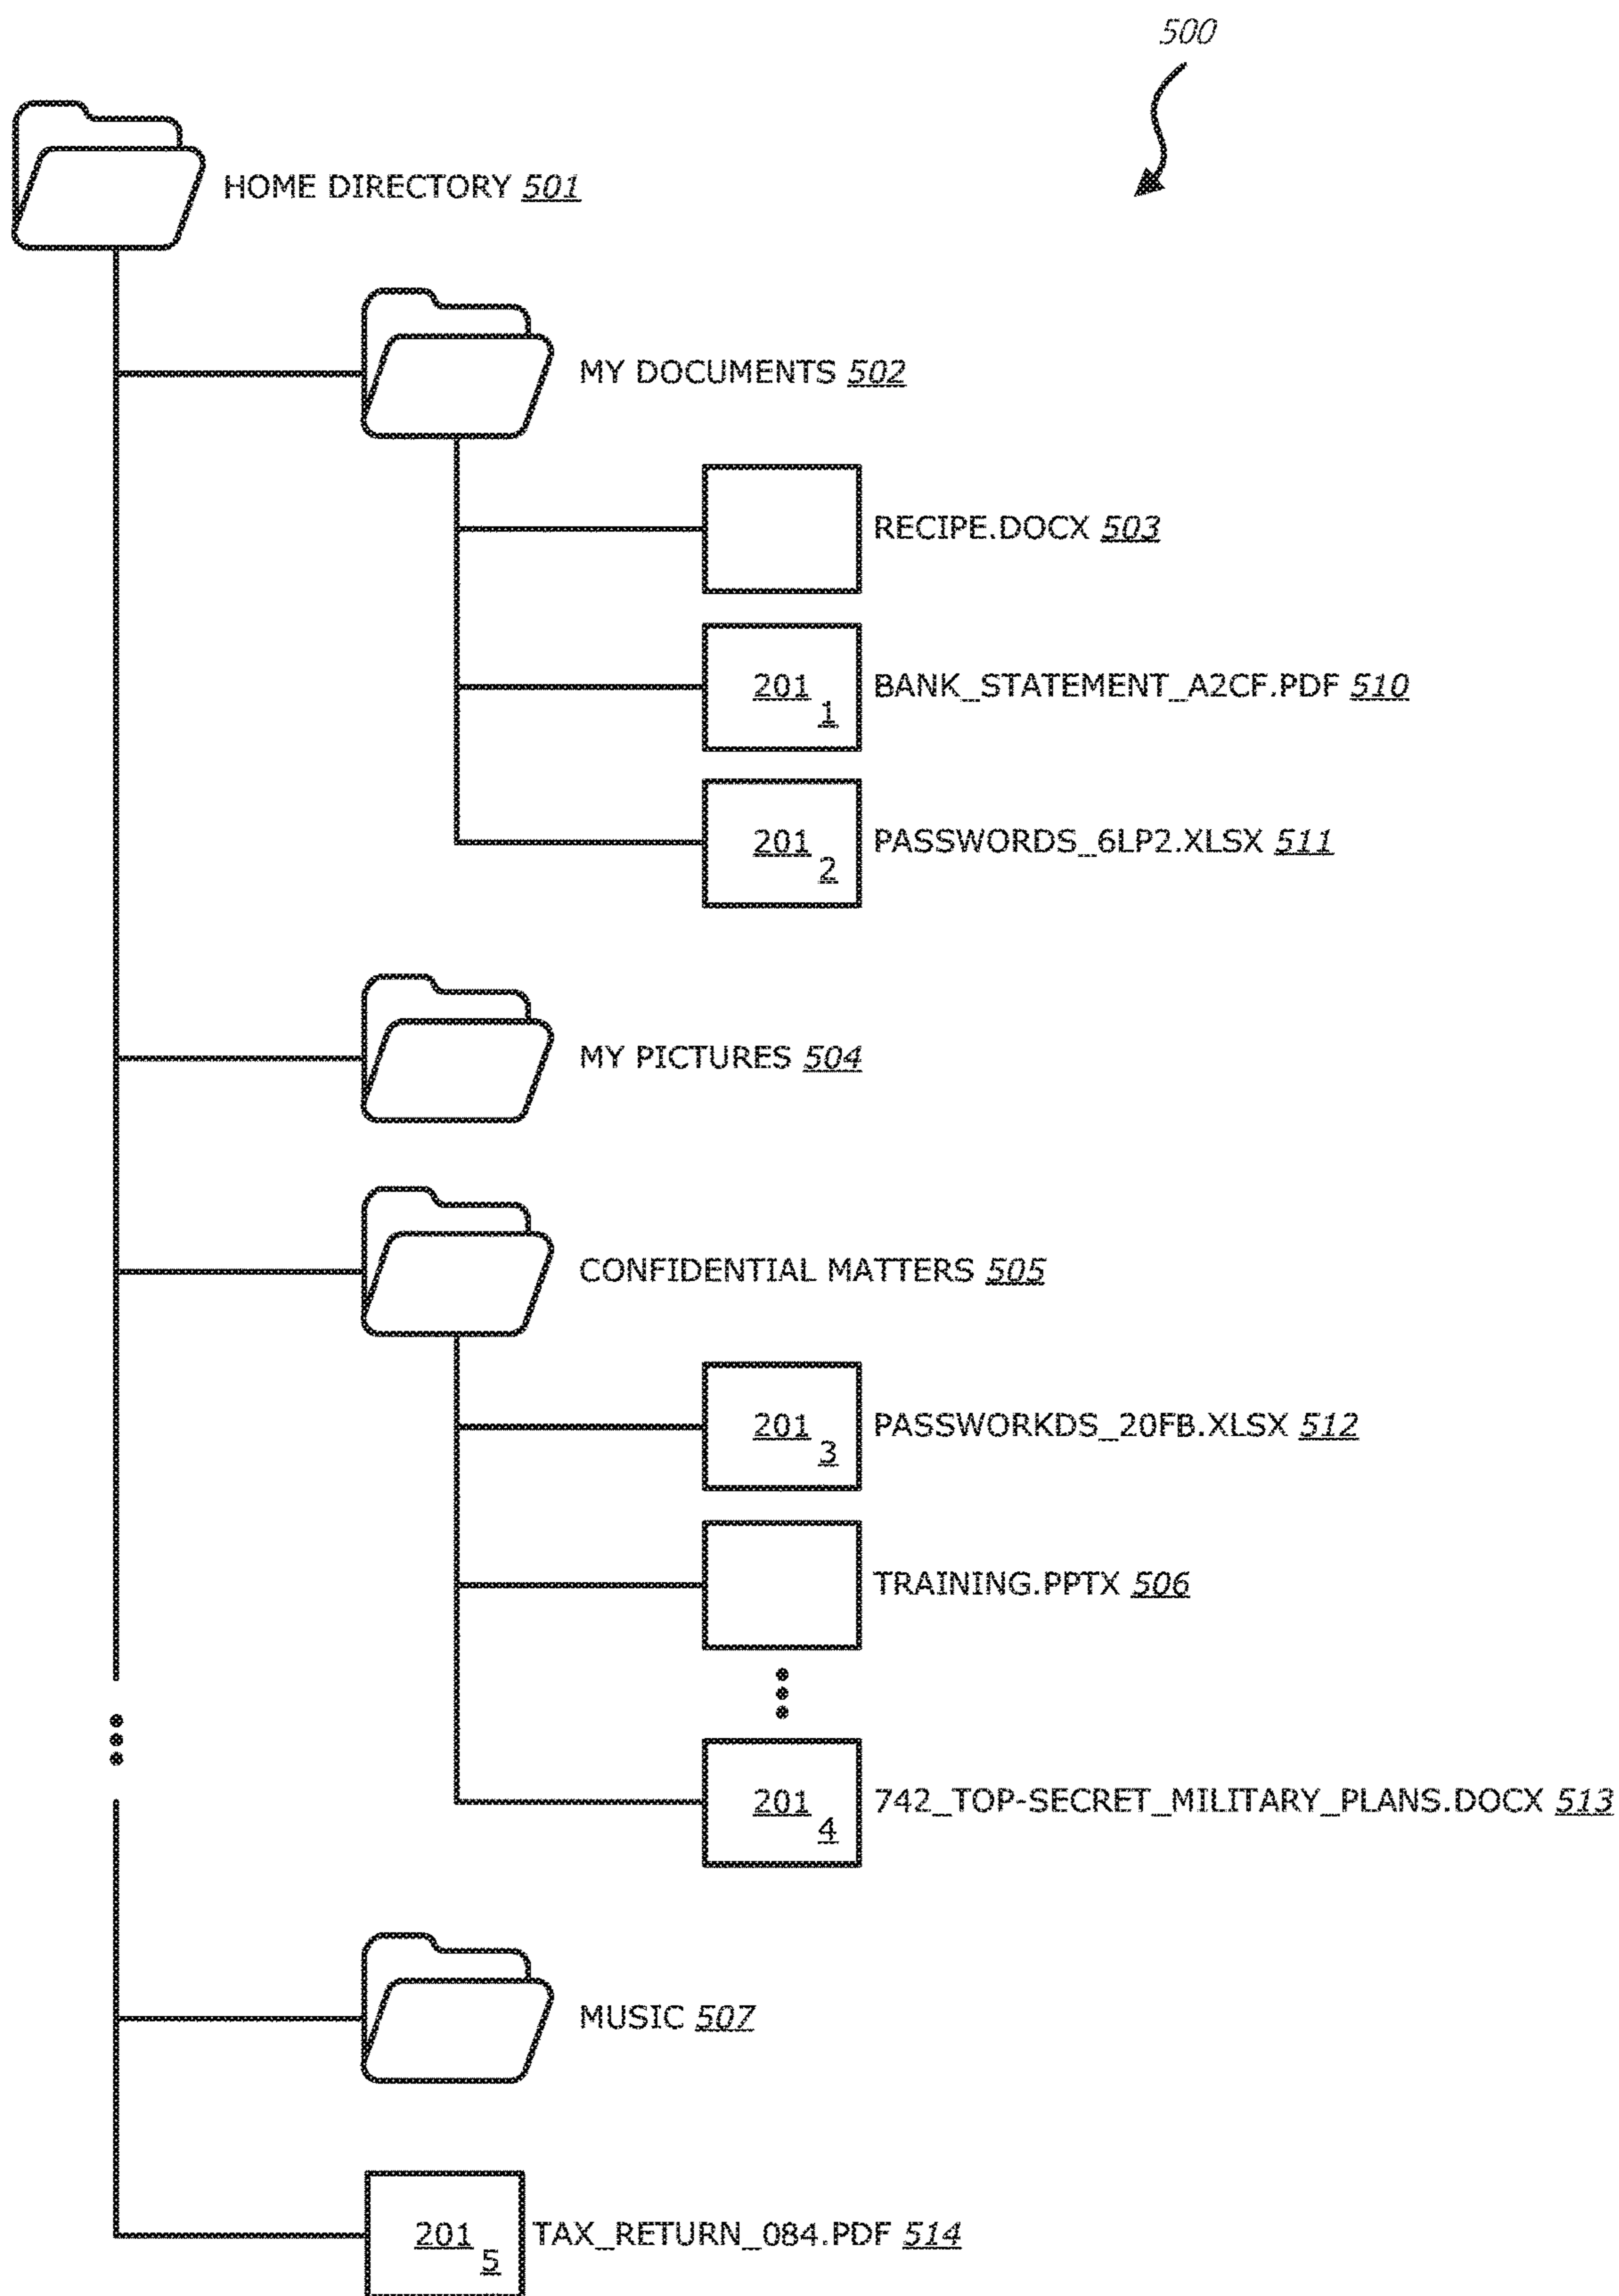 500
HOME DIRECTORY 501
MY DOCUMENTS 502
RECIPE.DOCX 503
201 1 BANK_STATEMENT_A2CF.PDF 510
201 2 PASSWORDS_6LP2.XLSX 511
MY PICTURES 504
CONFIDENTIAL MATTERS 505
201 3 PASSWORKDS_20FB.XLSX 512
TRAINING.PPTX 506
201 4 742_TOP-SECRET_MILITARY_PLANS.DOCX 513
MUSIC 507
201 5 TAX_RETURN_084.PDF 514